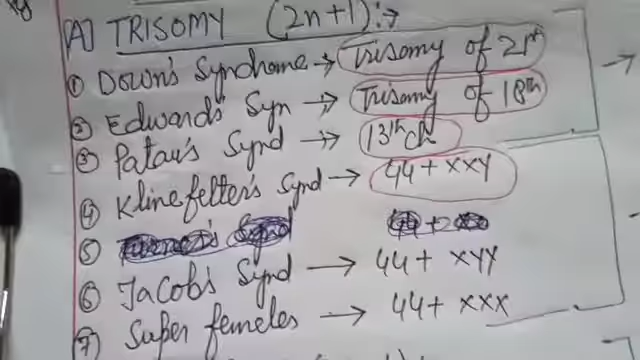 [A] TRISOMY (2n+1):→
① Down's Syndrome → Trisomy of 21st
② Edward's Syn → Trisomy of 18th
③ Patau's Synd → 13th ch
④ Klinefelter's Synd → 44 + XXY
⑤
⑥ Jacob's Synd → 44 + XYY
⑦ Super femeles → 44 + XXX